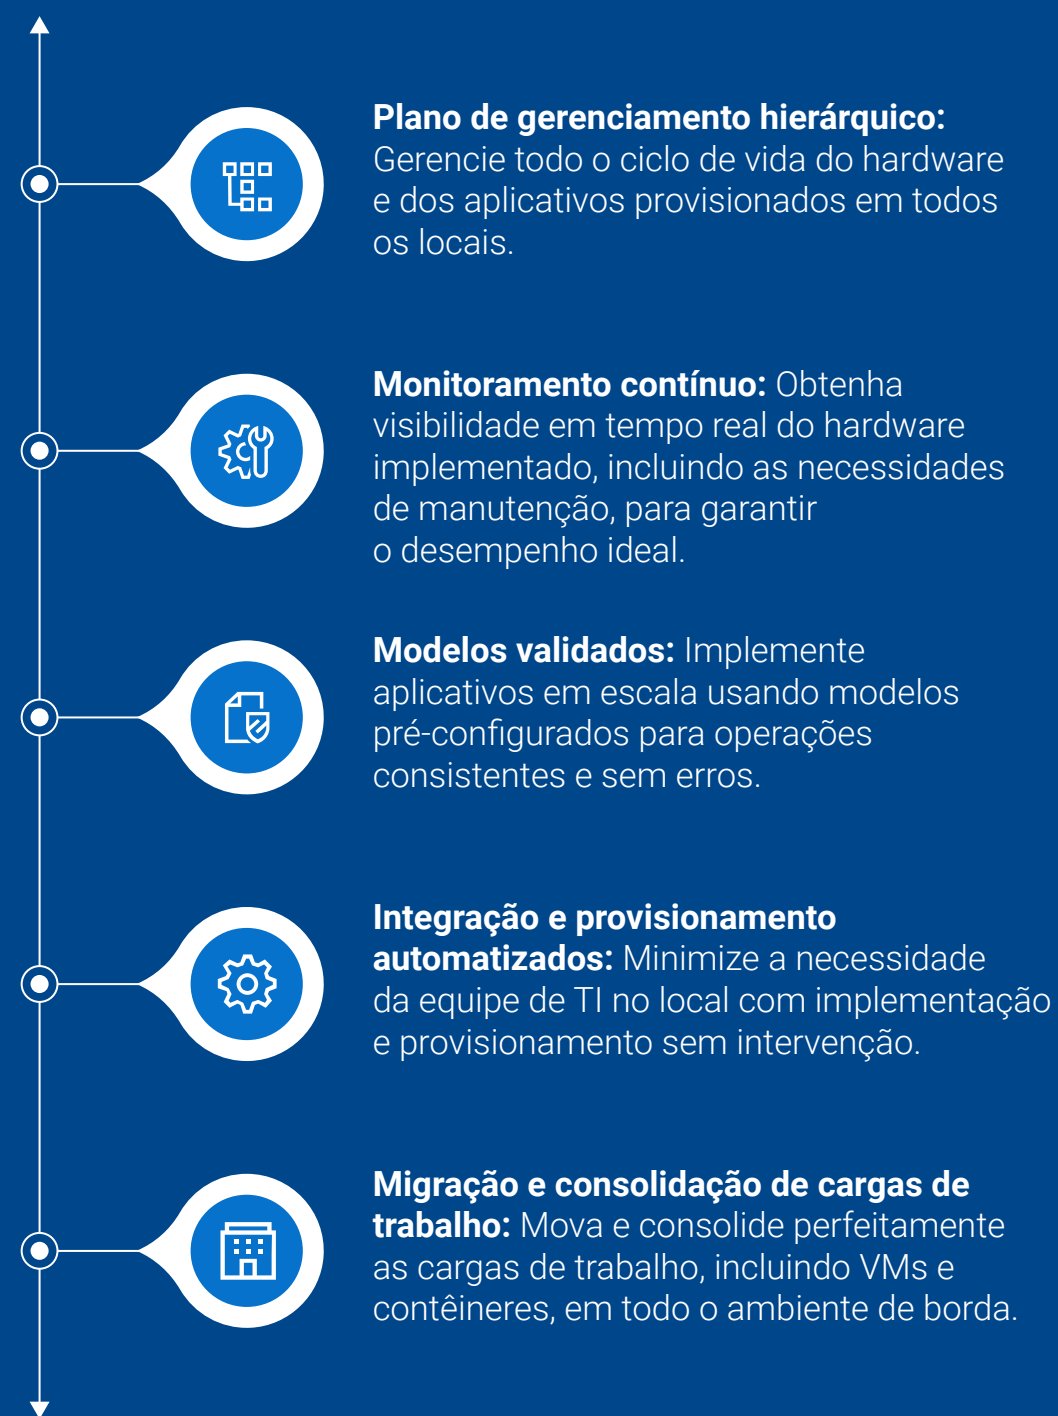 Plano de gerenciamento hierárquico:
Gerencie todo o ciclo de vida do hardware
e dos aplicativos provisionados em todos
os locais.
Monitoramento contínuo: Obtenha
visibilidade em tempo real do hardware
implementado, incluindo as necessidades
de manutenção, para garantir
o desempenho ideal.
Modelos validados: Implemente
aplicativos em escala usando modelos
pré-configurados para operações
consistentes e sem erros.
Integração e provisionamento
automatizados: Minimize a necessidade
da equipe de TI no local com implementação
e provisionamento sem intervenção.
Migração e consolidação de cargas de
trabalho: Mova e consolide perfeitamente
as cargas de trabalho, incluindo VMs e
contêineres, em todo o ambiente de borda.